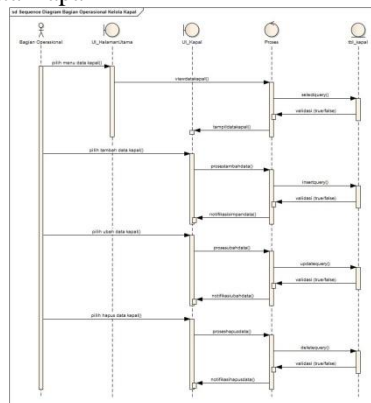 sd Sequence Diagram Bagian Operasional Kelola Kapal
Bagian Operasional
UI_HalamanUtama
UI_Kapal
Proses
tbl_kapal
pilih menu data kapal()
viewdatakapal()
selectquery()
validasi (true/false)
tampildatakapal()
pilih tambah data kapal()
prosestambahdata()
insertquery()
validasi (true/false)
notifikasisimpandata()
pilih ubah data kapal()
prosesubahdata()
updatequery()
validasi (true/false)
notifikasiubahdata()
pilih hapus data kapal()
proseshapusdata()
deletequery()
validasi (true/false)
notifikasihapusdata()